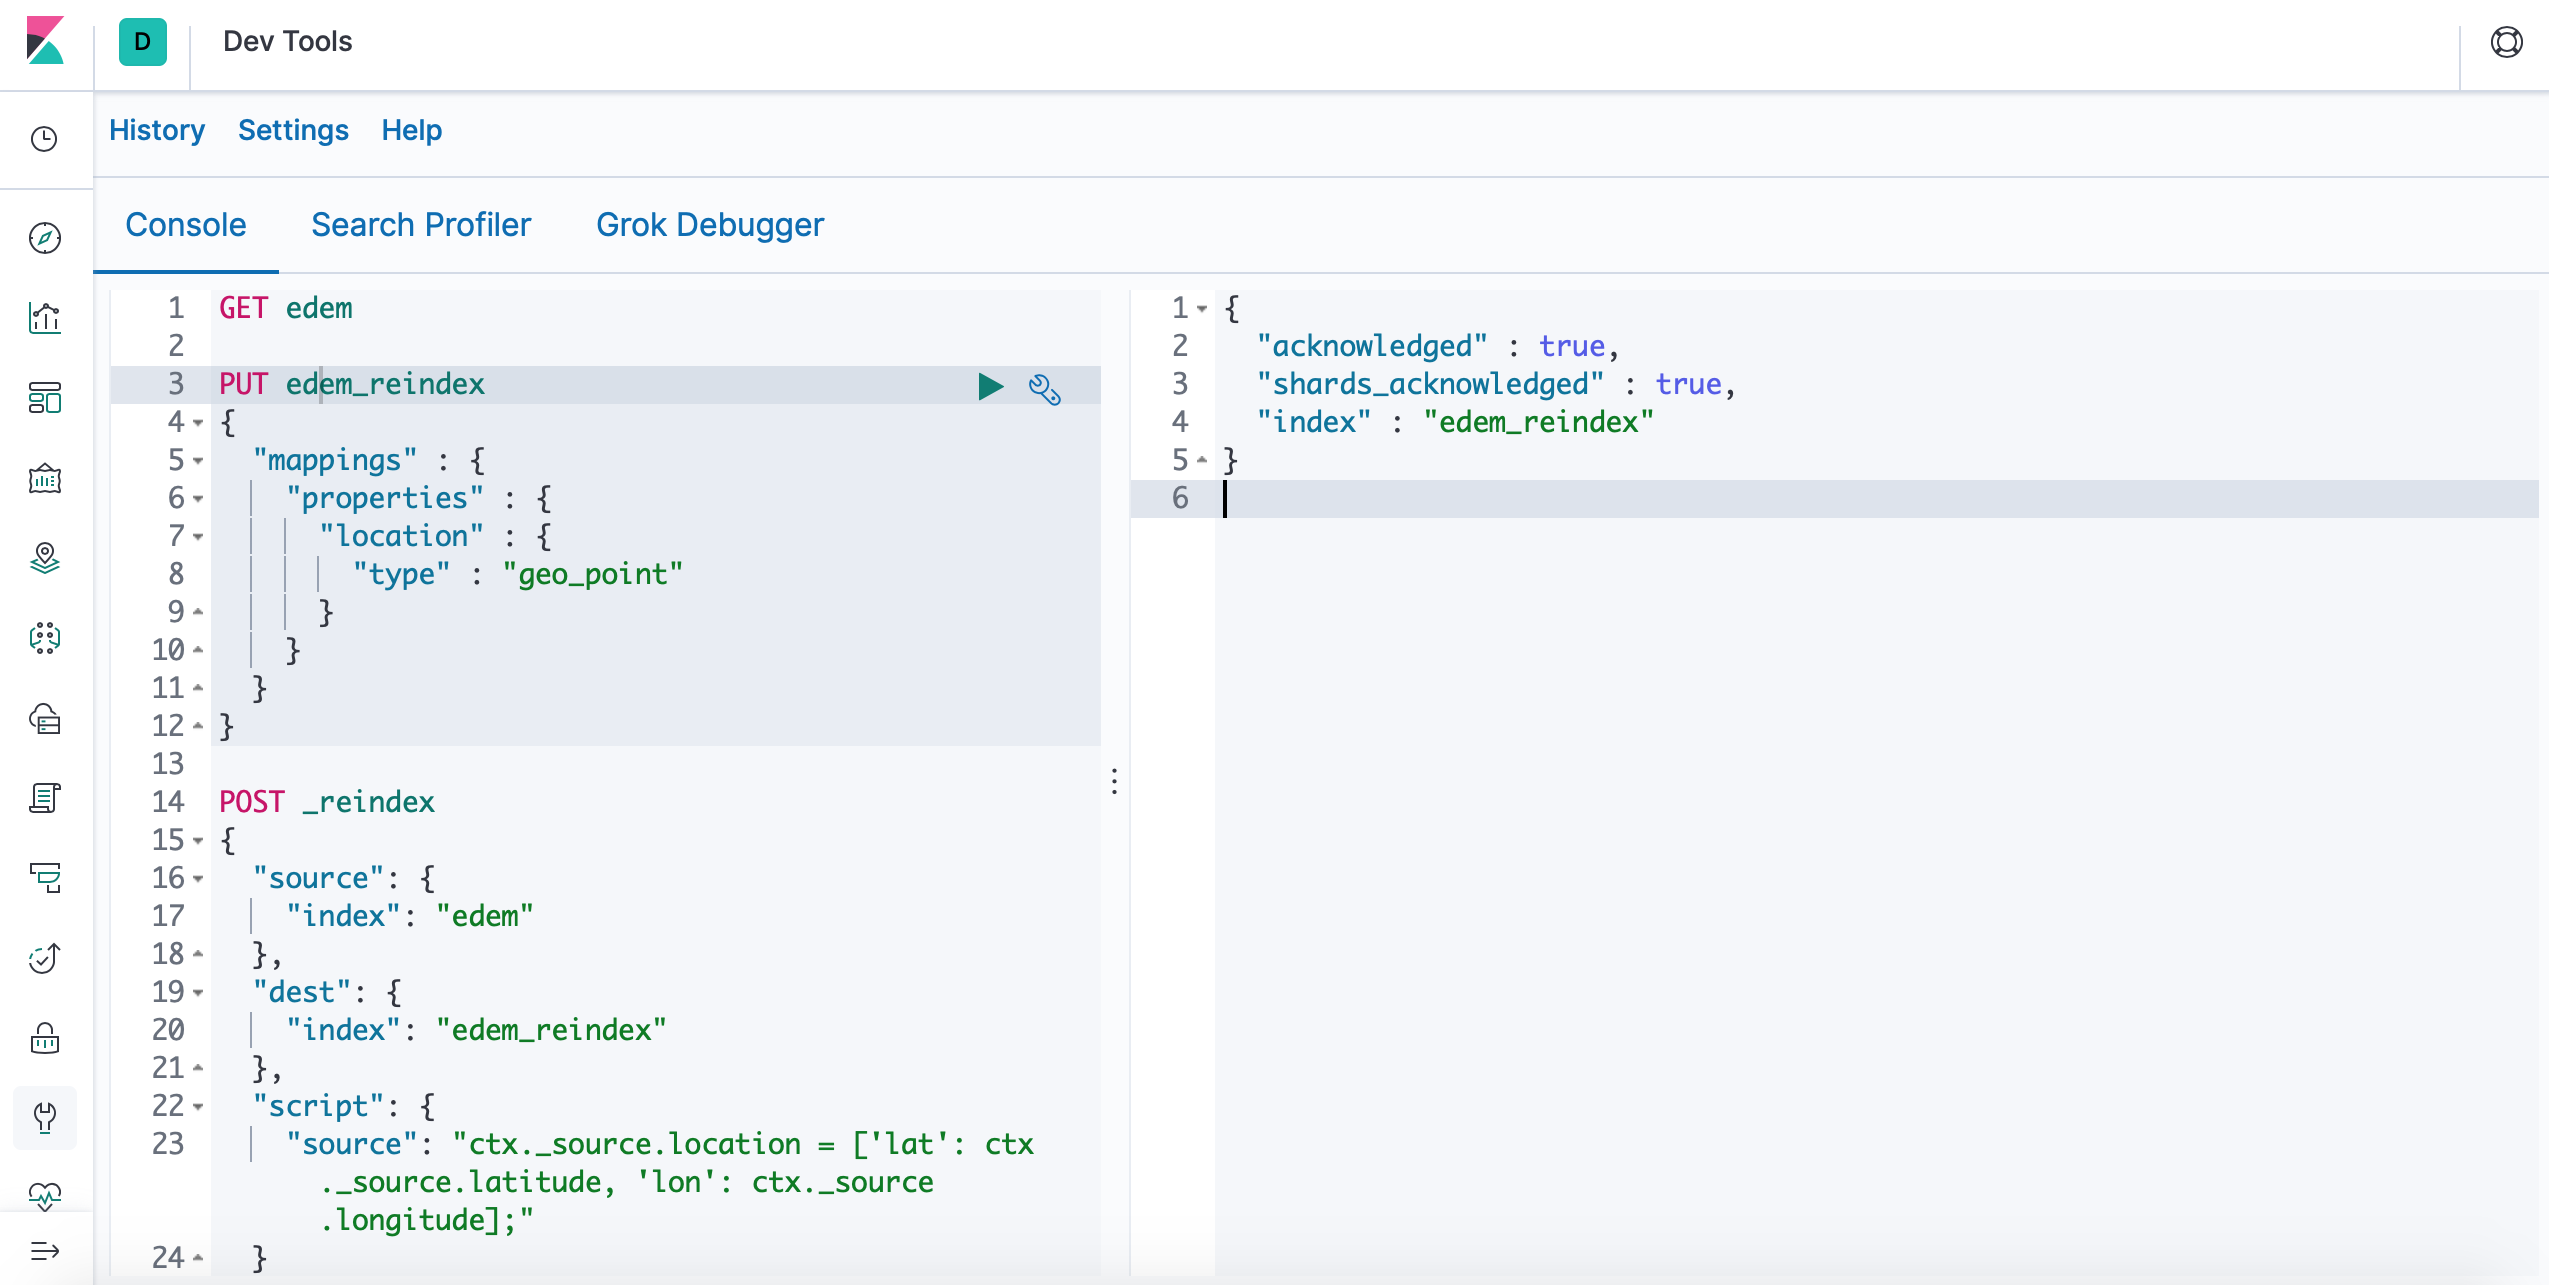 D
Dev Tools
History Settings Help
Console Search Profiler Grok Debugger
1 GET edem
2
3 PUT edem_reindex
4 {
5   "mappings" : {
6     "properties" : {
7       "location" : {
8         "type" : "geo_point"
9       }
10     }
11   }
12 }
13
14 POST _reindex
15 {
16   "source": {
17     "index": "edem"
18   },
19   "dest": {
20     "index": "edem_reindex"
21   },
22   "script": {
23     "source": "ctx._source.location = ['lat': ctx
._source.latitude, 'lon': ctx._source
.longitude];"
24   }
1 {
2   "acknowledged" : true,
3   "shards_acknowledged" : true,
4   "index" : "edem_reindex"
5 }
6